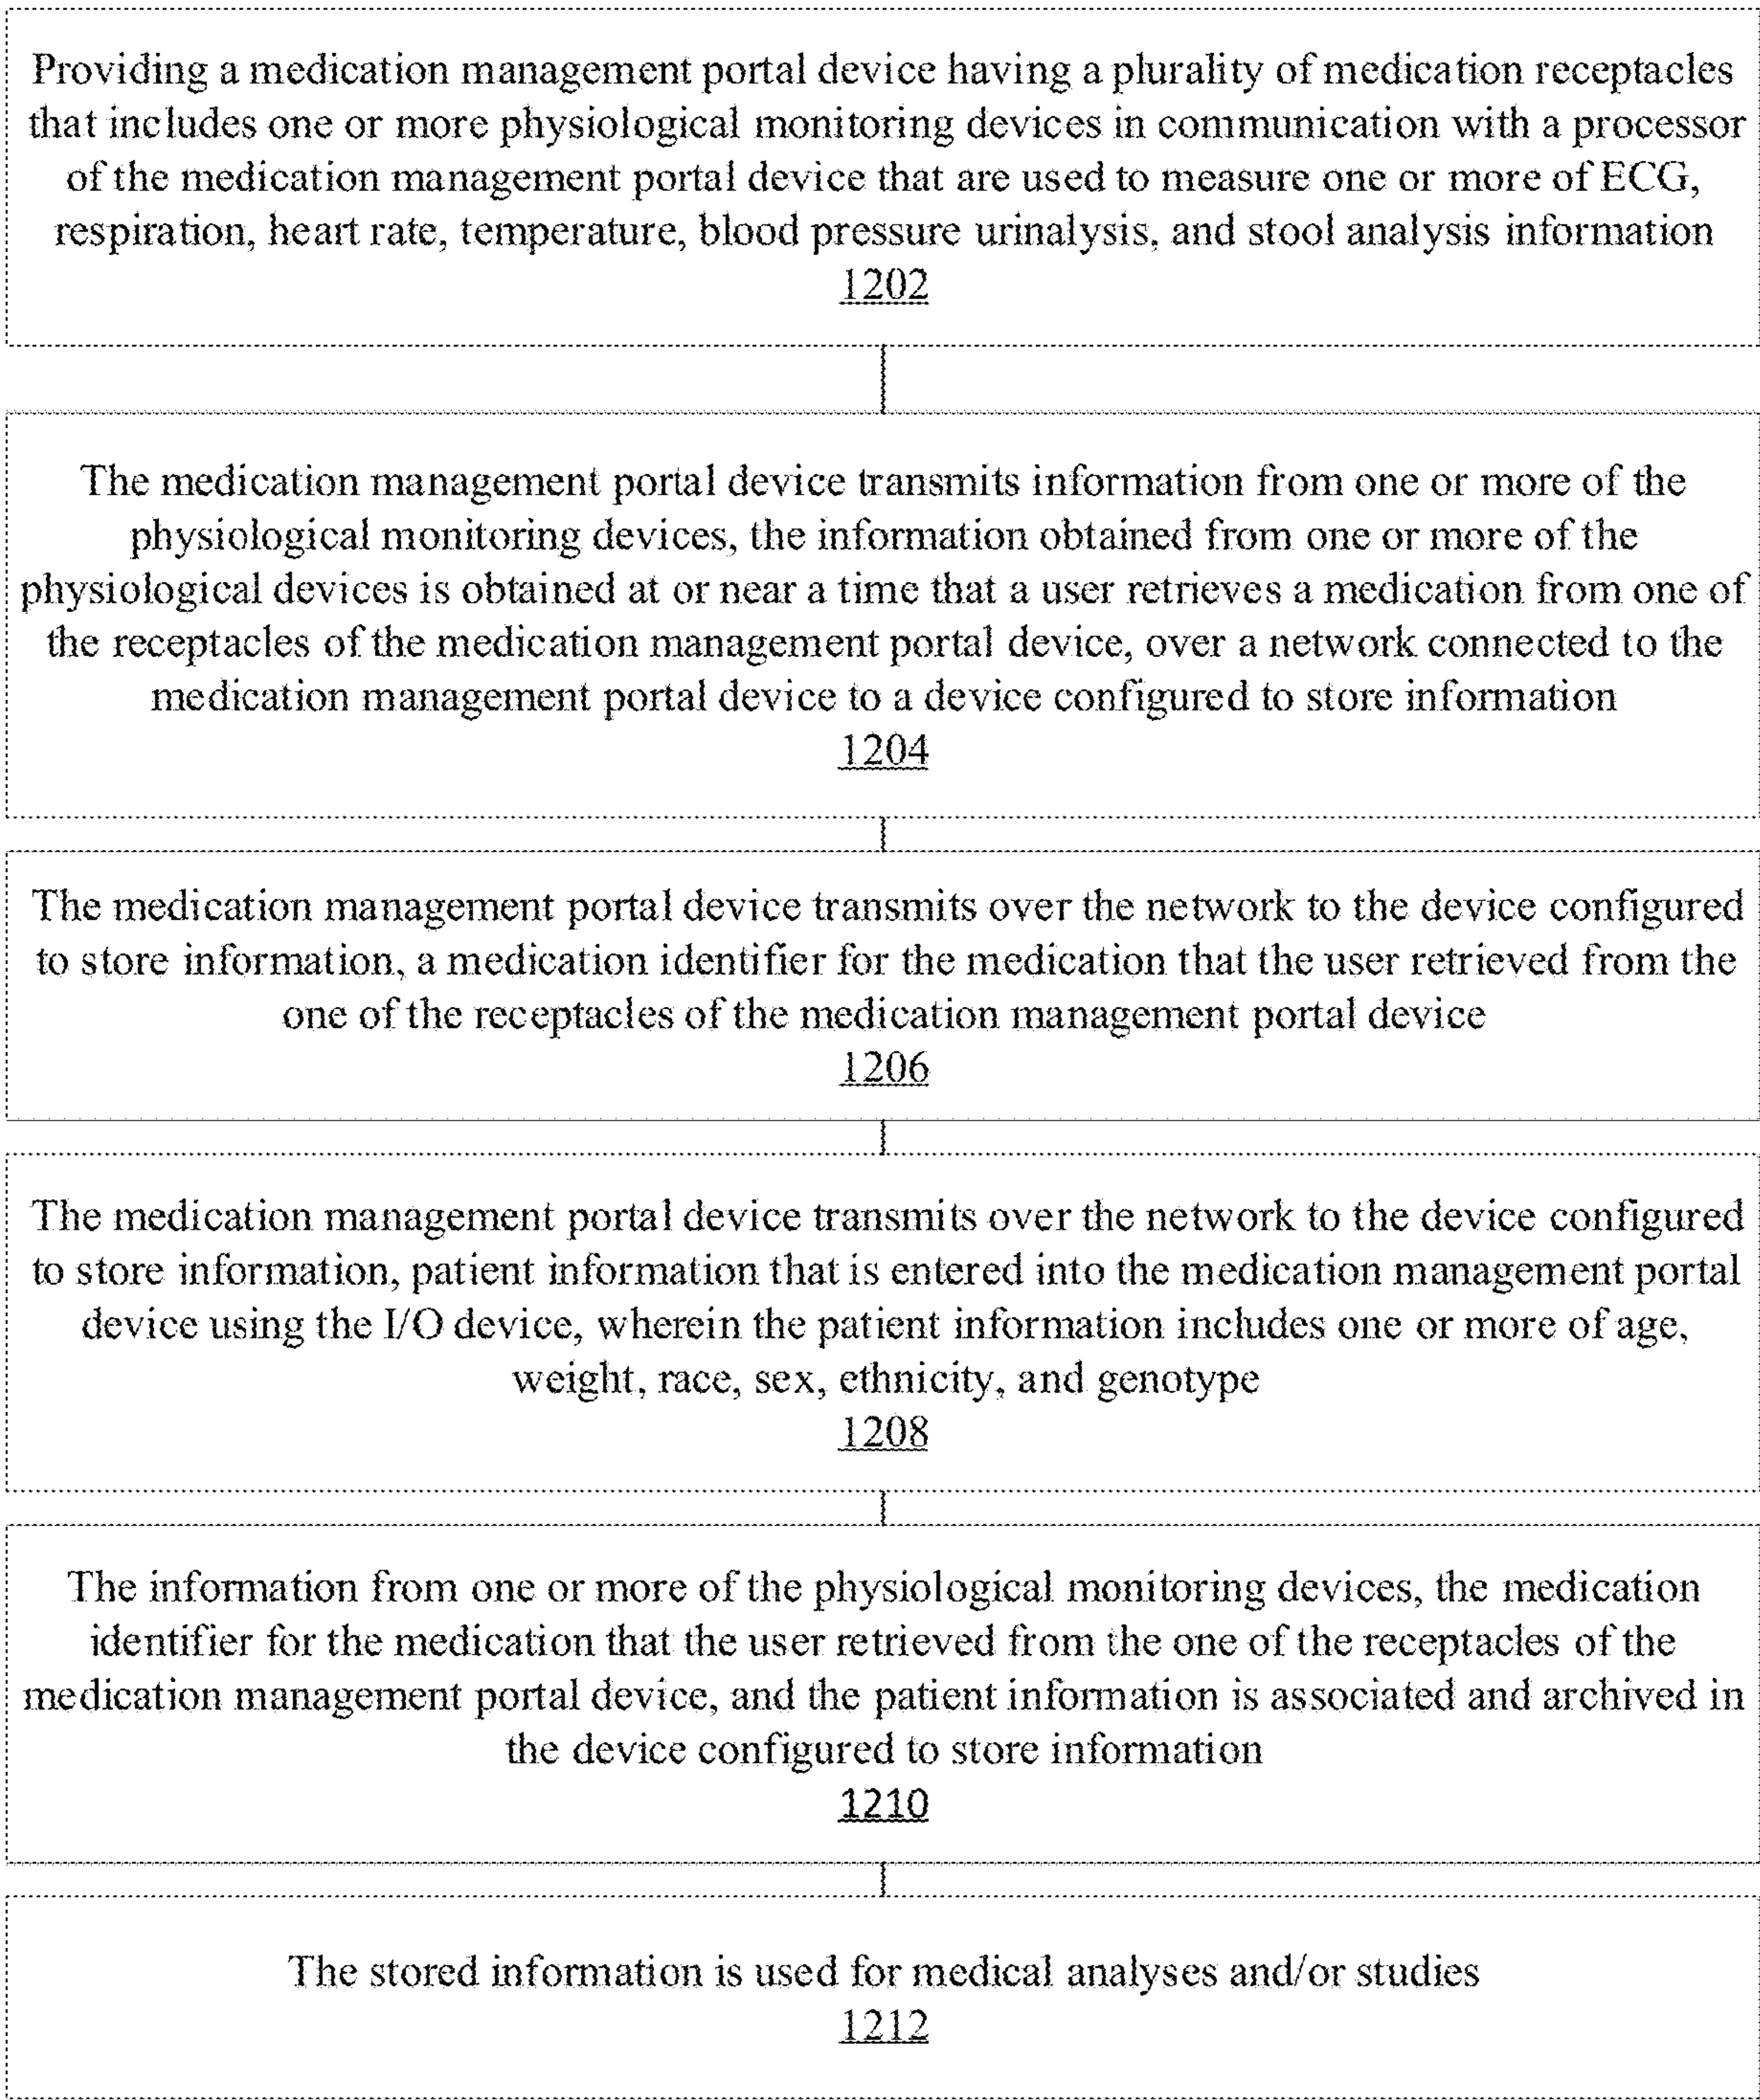 Providing a medication management portal device having a plurality of medication receptacles
that includes one or more physiological monitoring devices in communication with a processor
of the medication management portal device that are used to measure one or more of ECG,
respiration, heart rate, temperature, blood pressure urinalysis, and stool analysis information
1202
The medication management portal device transmits information from one or more of the
physiological monitoring devices, the information obtained from one or more of the
physiological devices is obtained at or near a time that a user retrieves a medication from one of
the receptacles of the medication management portal device, over a network connected to the
medication management portal device to a device configured to store information
1204
The medication management portal device transmits over the network to the device configured
to store information, a medication identifier for the medication that the user retrieved from the
one of the receptacles of the medication management portal device
1206
The medication management portal device transmits over the network to the device configured
to store information, patient information that is entered into the medication management portal
device using the I/O device, wherein the patient information includes one or more of age,
weight, race, sex, ethnicity, and genotype
1208
The information from one or more of the physiological monitoring devices, the medication
identifier for the medication that the user retrieved from the one of the receptacles of the
medication management portal device, and the patient information is associated and archived in
the device configured to store information
1210
The stored information is used for medical analyses and/or studies
1212